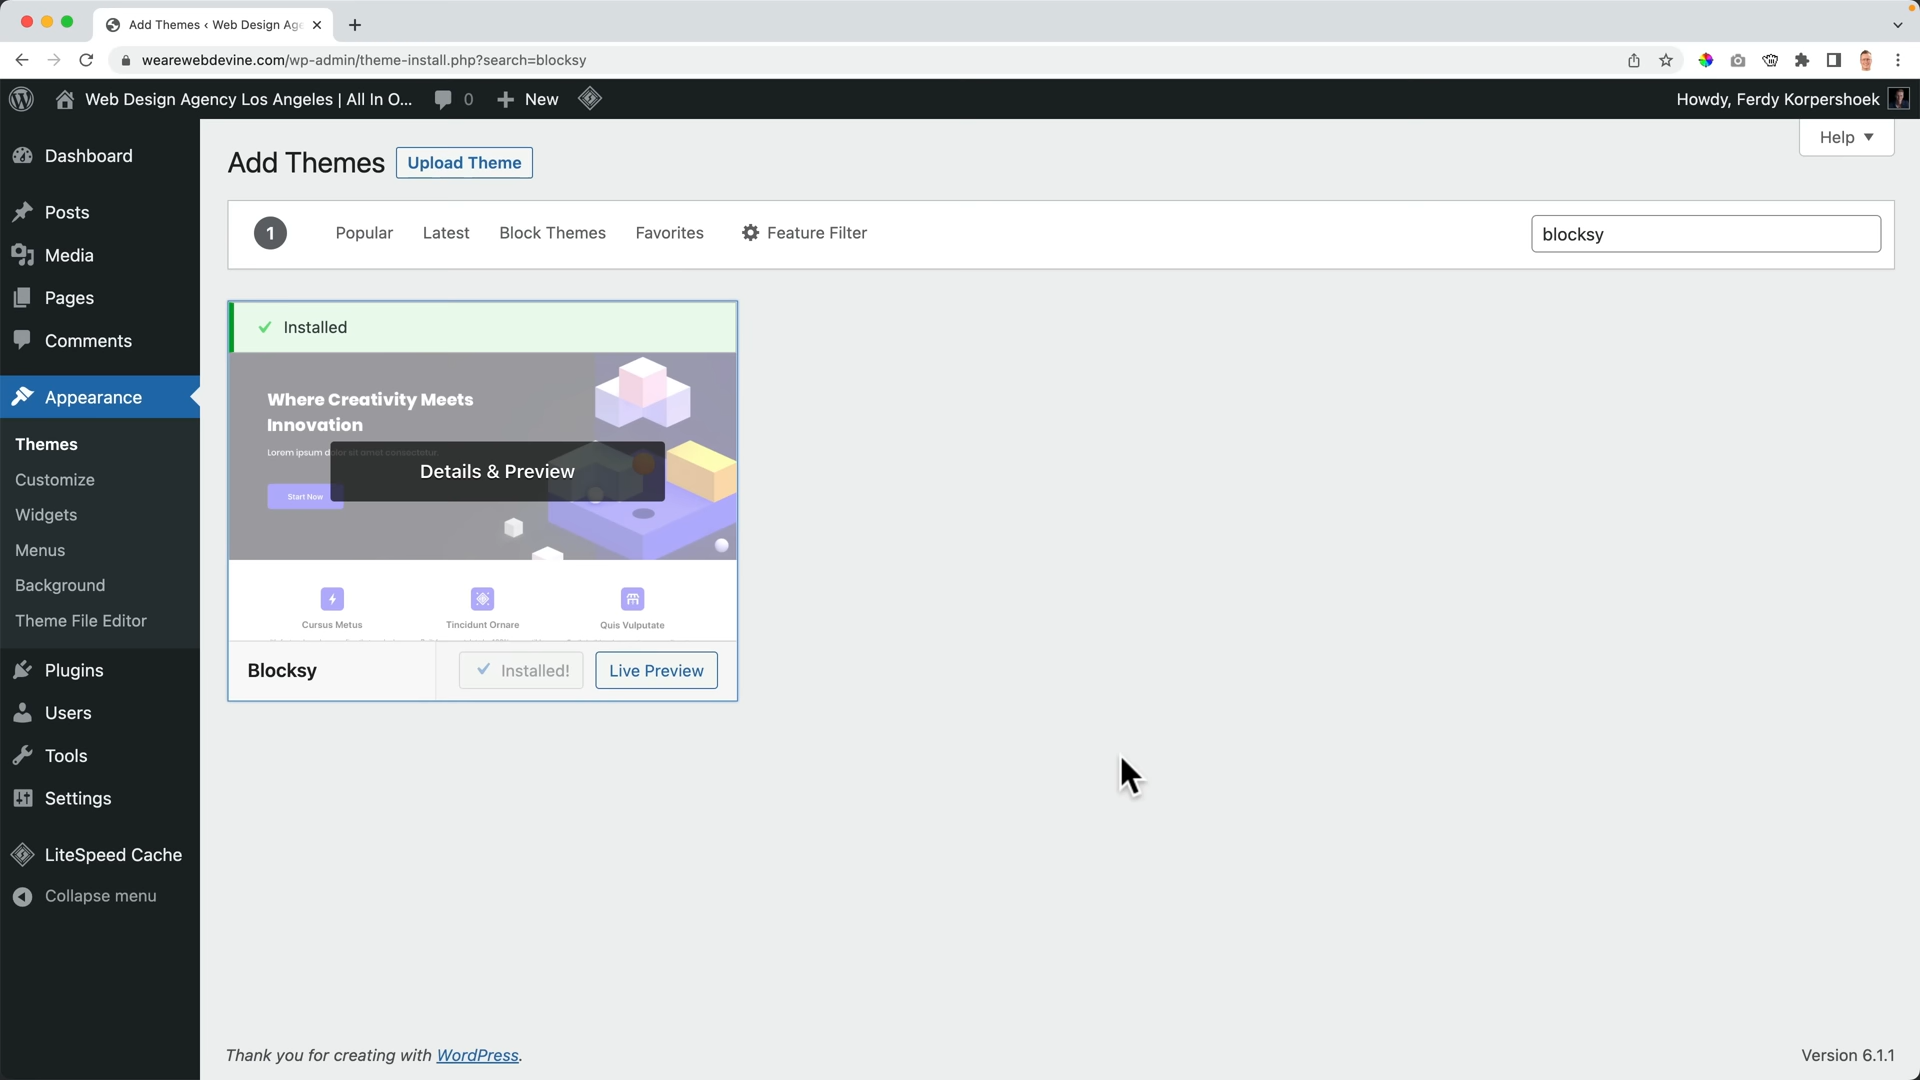 Add Themes ‹ Web Design Age
wearewebdevine.com/wp-admin/theme-install.php?search=blocksy
Web Design Agency Los Angeles | All In O...
0
New
Howdy, Ferdy Korpershoek
Dashboard
Posts
Media
Pages
Comments
Appearance
Themes
Customize
Widgets
Menus
Background
Theme File Editor
Plugins
Users
Tools
Settings
LiteSpeed Cache
Collapse menu
Help
Add Themes
Upload Theme
1
Popular
Latest
Block Themes
Favorites
Feature Filter
blocksy
Installed
Where Creativity Meets
Innovation
Lorem ipsum dolor sit amet consectetur.
Details & Preview
Start Now
Cursus Metus
Tincidunt Ornare
Quis Vulputate
Blocksy
Installed!
Live Preview
Thank you for creating with WordPress.
Version 6.1.1